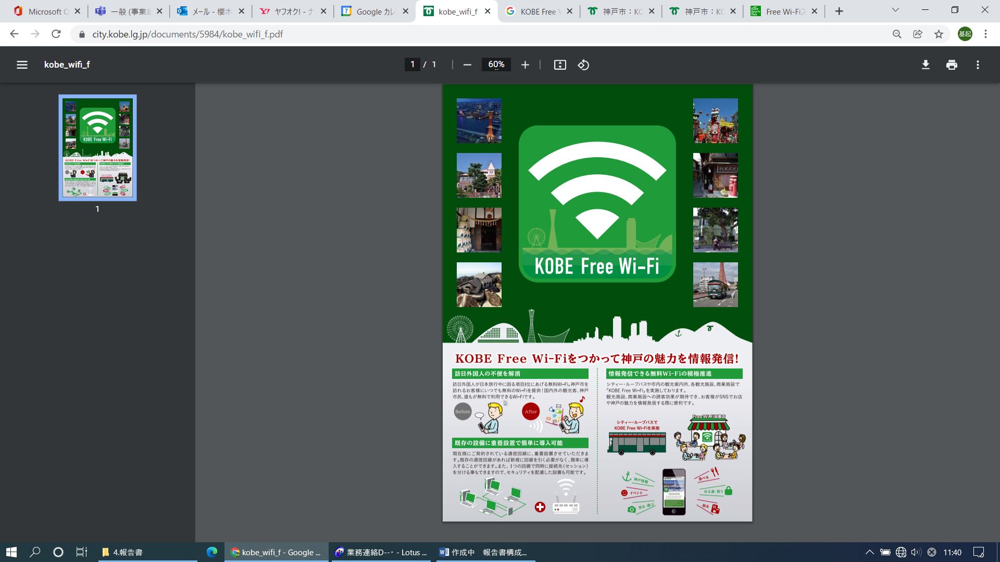 Microsoft O
一般 (事業創
メール - 櫻木
ヤフオク! - ナ
Google カレ
kobe_wifi_f
KOBE Free W
神戸市：KO
神戸市：KO
Free Wi-Fiス
city.kobe.lg.jp/documents/5984/kobe_wifi_f.pdf
基起
kobe_wifi_f
1 / 1
60%
1
KOBE Free Wi-Fi
KOBE Free Wi-Fiをつかって神戸の魅力を情報発信!
訪日外国人の不便を解消
訪日外国人が日本旅行中に困る項目1位にあげる無料Wi-Fi。神戸市を
訪れるお客様にいつでも無料のWi-Fiを提供！国内外の観光客、神戸
市民、誰もが無料で利用できるWi-Fiです。
Before
After
既存の設備に重畳設置で簡単に導入可能
現在既にご契約されている通信回線に、重畳設置させていただきま
す。既存の通信回線があれば新規に回線を引く必要がなく、簡単に導
入することができます。また、1つの回線で同時に接続先（セッション）
を分ける事もできますので、セキュリティを配慮した設置も可能です。
情報発信できる無料Wi-Fiの積極推進
シティー・ループバスや市内の観光案内所、各観光施設、商業施設で
「KOBE Free Wi-Fi」を実施しております。
観光施設、商業施設への誘客効果が期待でき、お客様がSNSでお店
や神戸の魅力を情報発信する際に便利です。
シティー・ループバスで
KOBE Free Wi-Fiを実施
Free Wi-Fi設置店
神戸情報
イベント
見る・遊ぶ
食べる
お土産・買う
泊る
4.報告書
kobe_wifi_f - Google ...
業務連絡D--･ - Lotus ...
作成中　報告書構成...
11:40